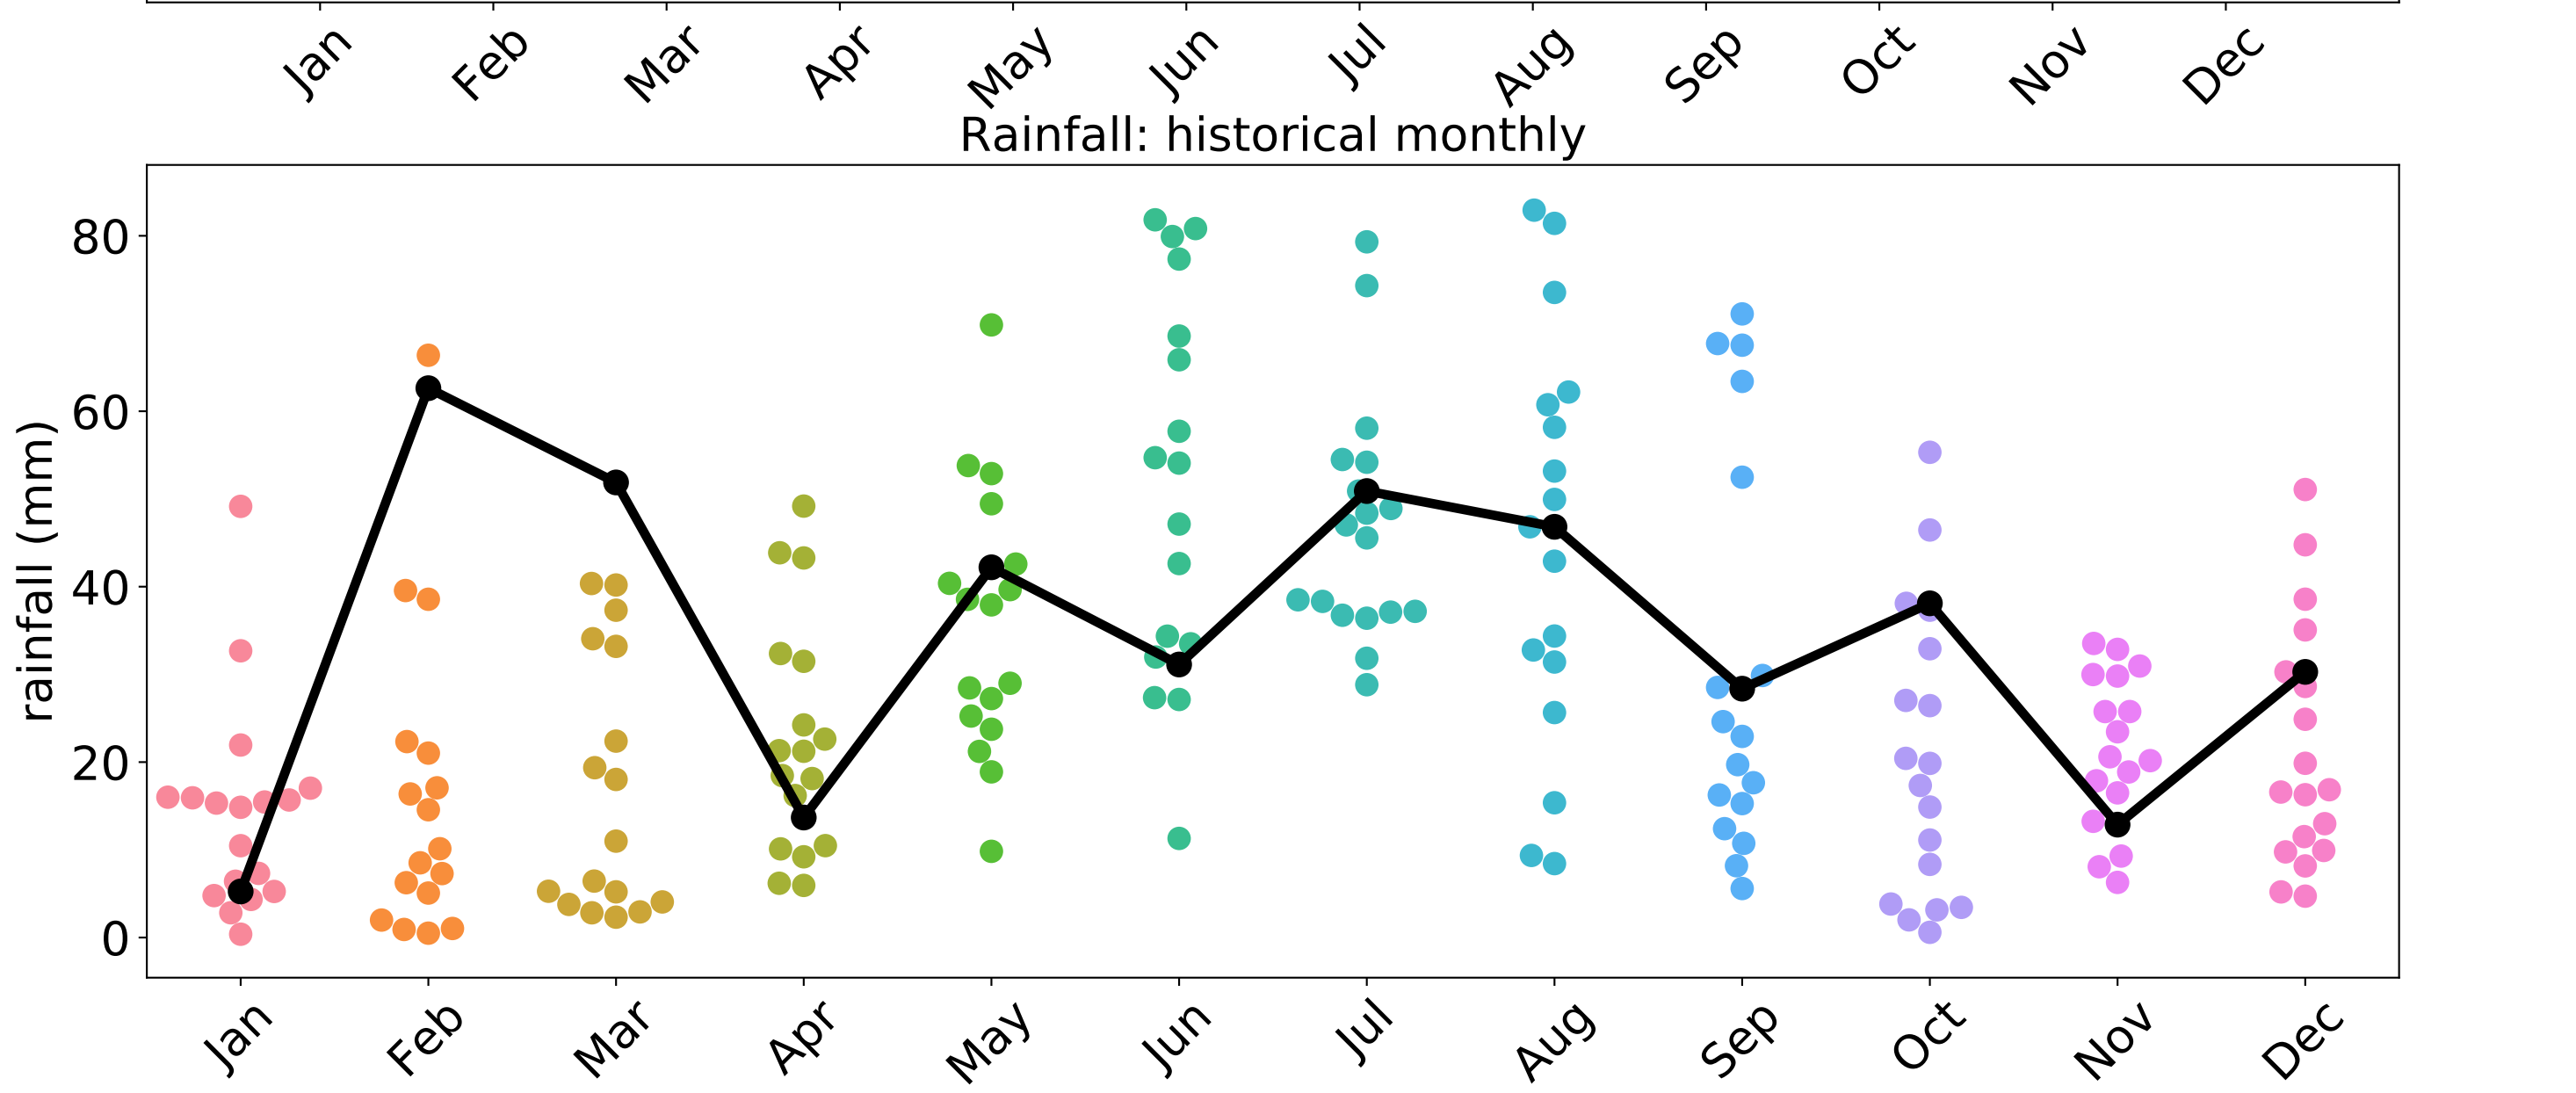 Jan Feb Mar Apr May Jun Jul Aug Sep Oct Nov Dec
Rainfall: historical monthly
80
60
40
20
0
rainfall (mm)
Jan Feb Mar Apr May Jun Jul Aug Sep Oct Nov Dec